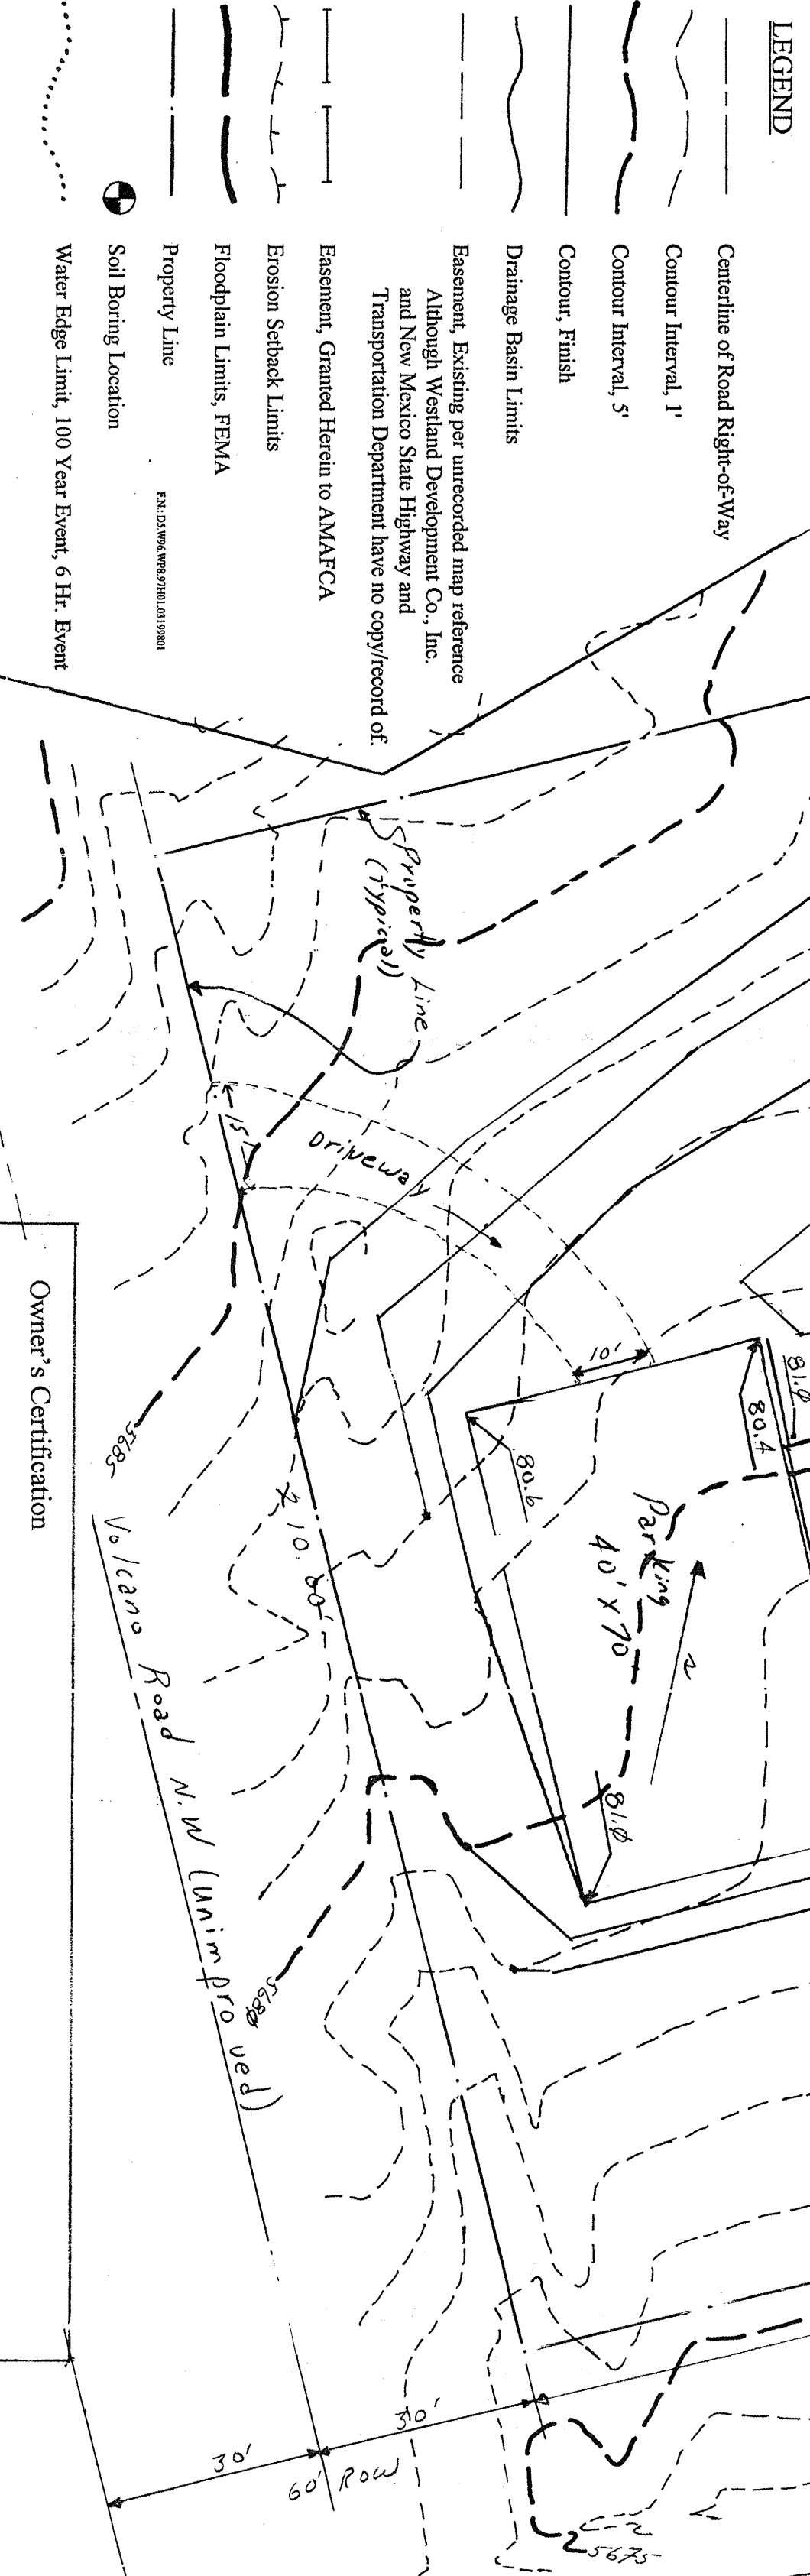 LEGEND
Centerline of Road Right-of-Way
Contour Interval, 1'
Contour Interval, 5'
Contour, Finish
Drainage Basin Limits
Easement, Existing per unrecorded map reference
Although Westland Development Co., Inc.
and New Mexico State Highway and
Transportation Department have no copy/record of.
Easement, Granted Herein to AMAFCA
Erosion Setback Limits
Floodplain Limits, FEMA
Property Line
F.N.: D5.W96.WP8.97H01.03199801
Soil Boring Location
Water Edge Limit, 100 Year Event, 6 Hr. Event
Property Line
(Typical)
15'
Driveway
10'
81.0
80.4
80.6
Parking
40' x 70'
2
81.0
5685
210.00'
Volcano Road N.W (unimproved)
5680
5675
30'
30'
60' ROW
Owner's Certification